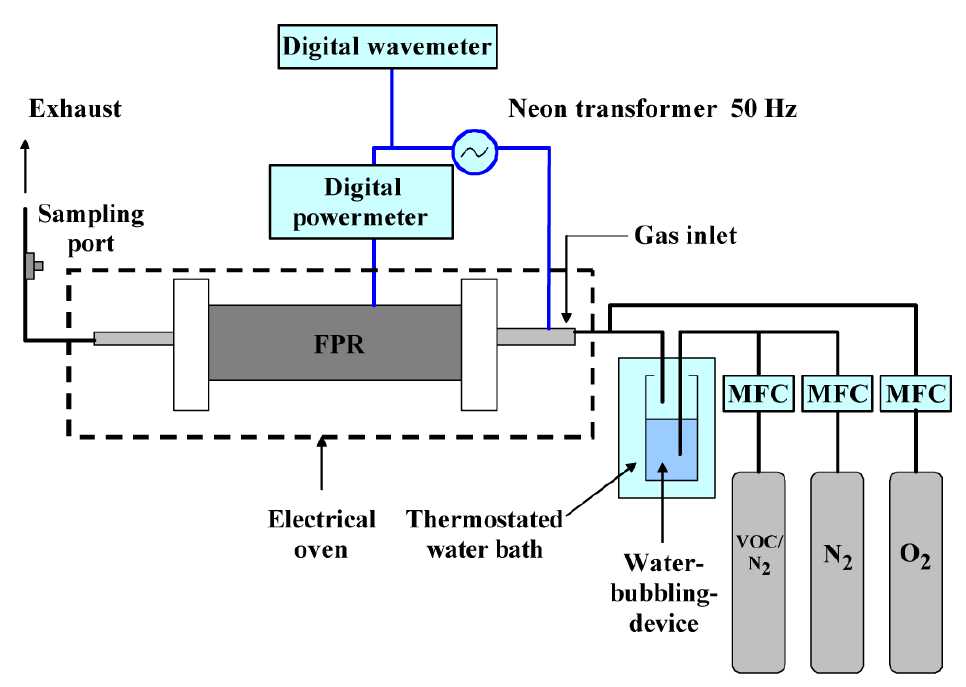 Digital wavemeter
Exhaust
Neon transformer 50 Hz
Digital
powermeter
Sampling
port
Gas inlet
FPR
MFC
MFC
MFC
Electrical
oven
Thermostated
water bath
Water-
bubbling-
device
VOC/
N2
N2
O2